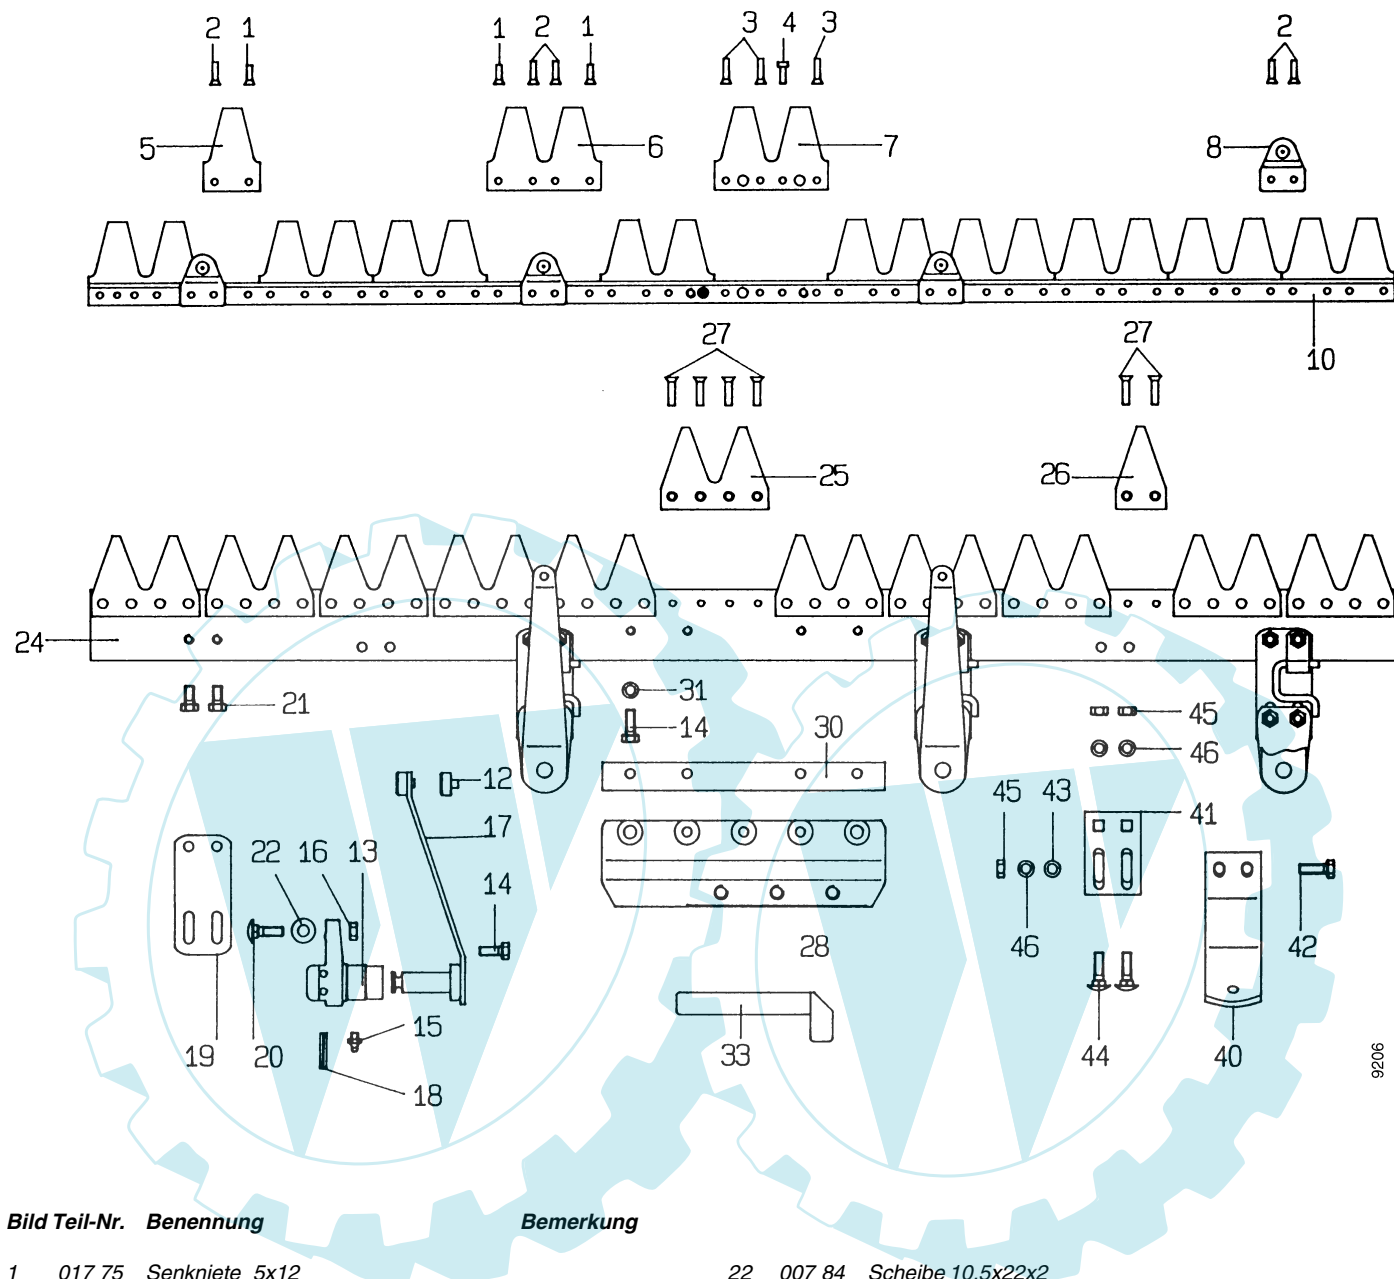 2 1 1 2 1 3 4 3 2
5 6 7 8
10
27 27
25 26
24
21 31 14 30 45 46
12 17 45 43 41
22 16 13 14
28 46 42
19 20 15 18 33 44 40
9206
Bild Teil-Nr. Benennung Bemerkung
1 017 75 Senkniete 5x12 22 007 84 Scheibe 10,5x22x2